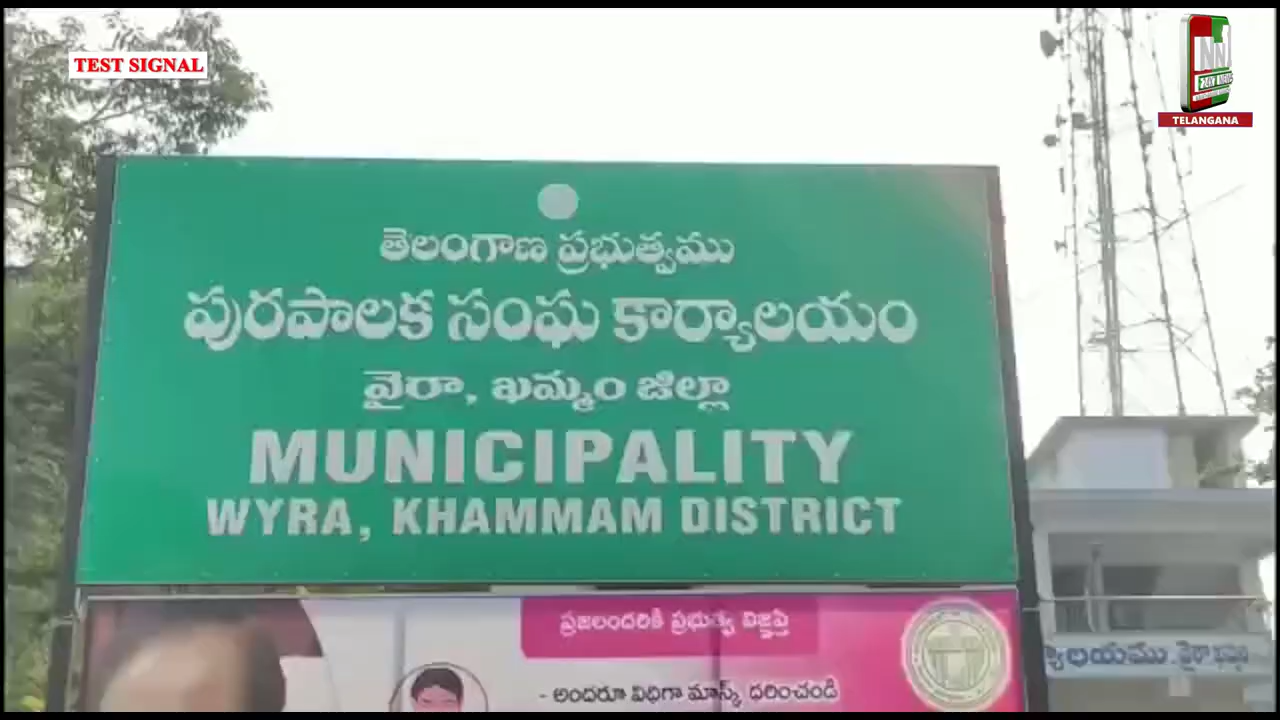 TEST SIGNAL
TELANGANA
తెలంగాణ ప్రభుత్వము
పురపాలక సంఘ కార్యాలయం
వైరా, ఖమ్మం జిల్లా
MUNICIPALITY
WYRA, KHAMMAM DISTRICT
ప్రజలందరికి ప్రభుత్వ విజ్ఞప్తి
- అందరూ విధిగా మాస్క్ ధరించండి